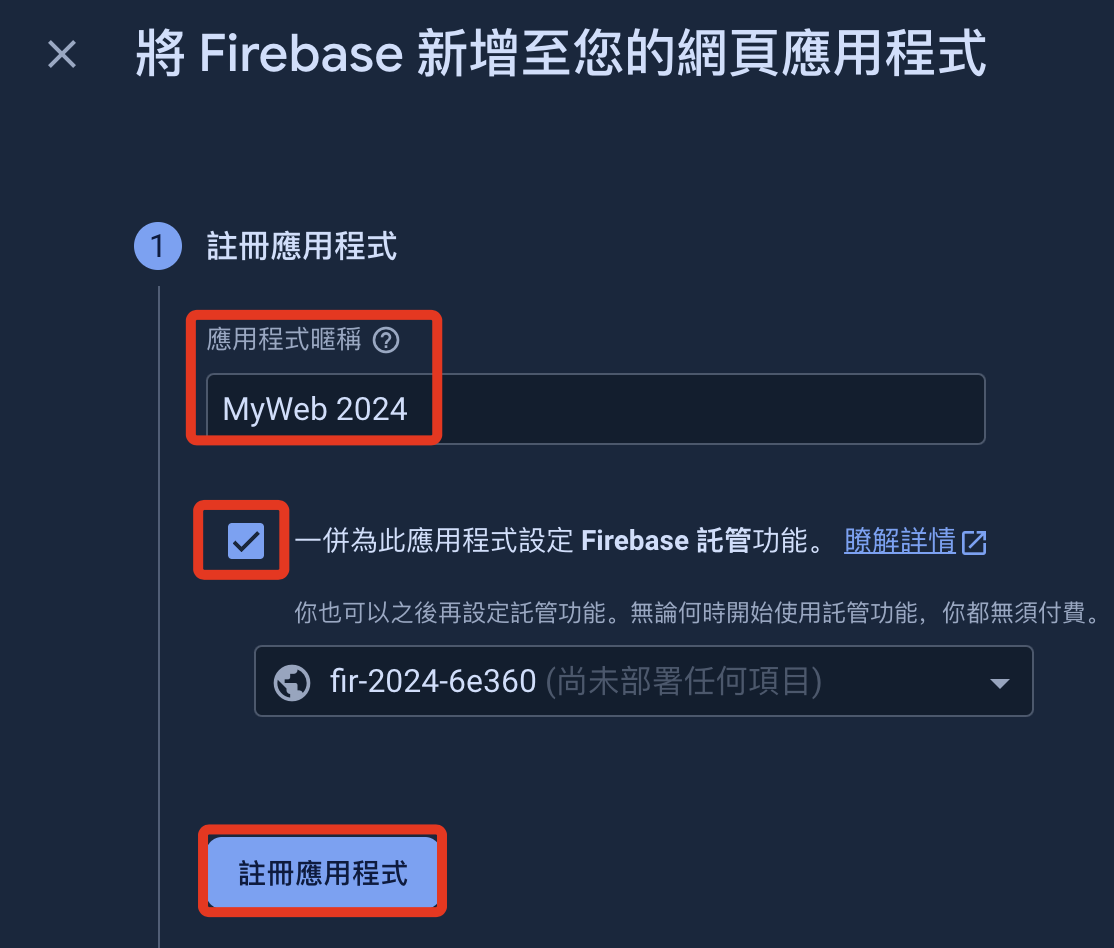 將 Firebase 新增至您的網頁應用程式
1 註冊應用程式
應用程式暱稱 ?
MyWeb 2024
一併為此應用程式設定 Firebase 託管功能。 瞭解詳情
你也可以之後再設定託管功能。無論何時開始使用託管功能，你都無須付費。
fir-2024-6e360 (尚未部署任何項目)
註冊應用程式